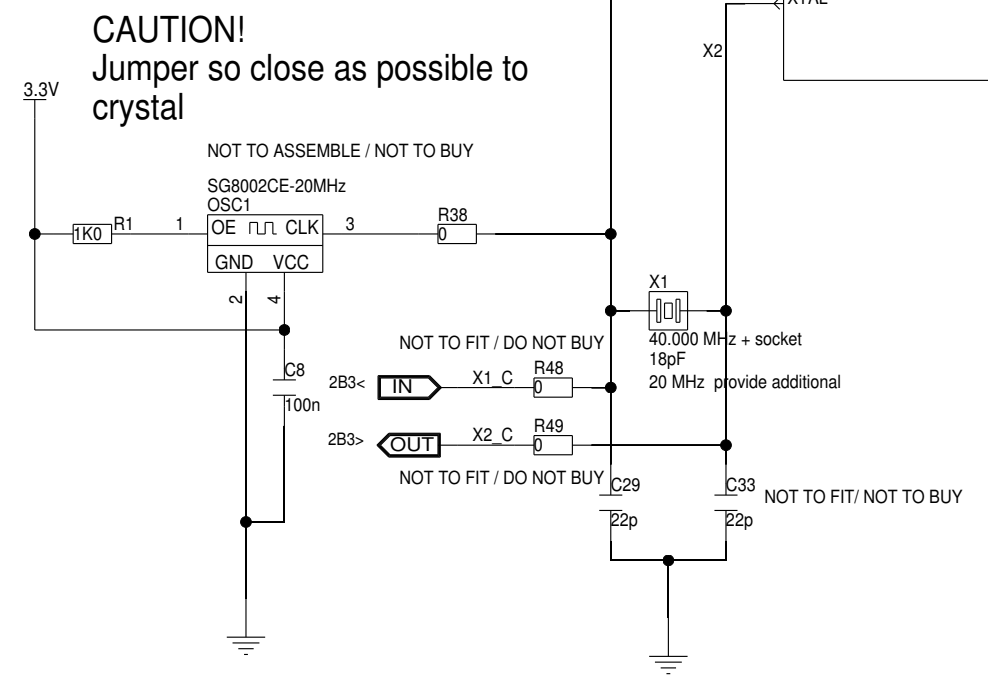 CAUTION!
Jumper so close as possible to
crystal
X2
3.3V
NOT TO ASSEMBLE / NOT TO BUY
SG8002CE-20MHz
OSC1
1K0 R1 1 OE CLK 3 R38 0
GND VCC
2 4
X1
40.000 MHz + socket
18pF
20 MHz provide additional
NOT TO FIT / DO NOT BUY
C8
100n
2B3< IN X1_C R48 0
2B3> OUT X2_C R49 0
NOT TO FIT / DO NOT BUY
C29
22p
C33
22p
NOT TO FIT/ NOT TO BUY